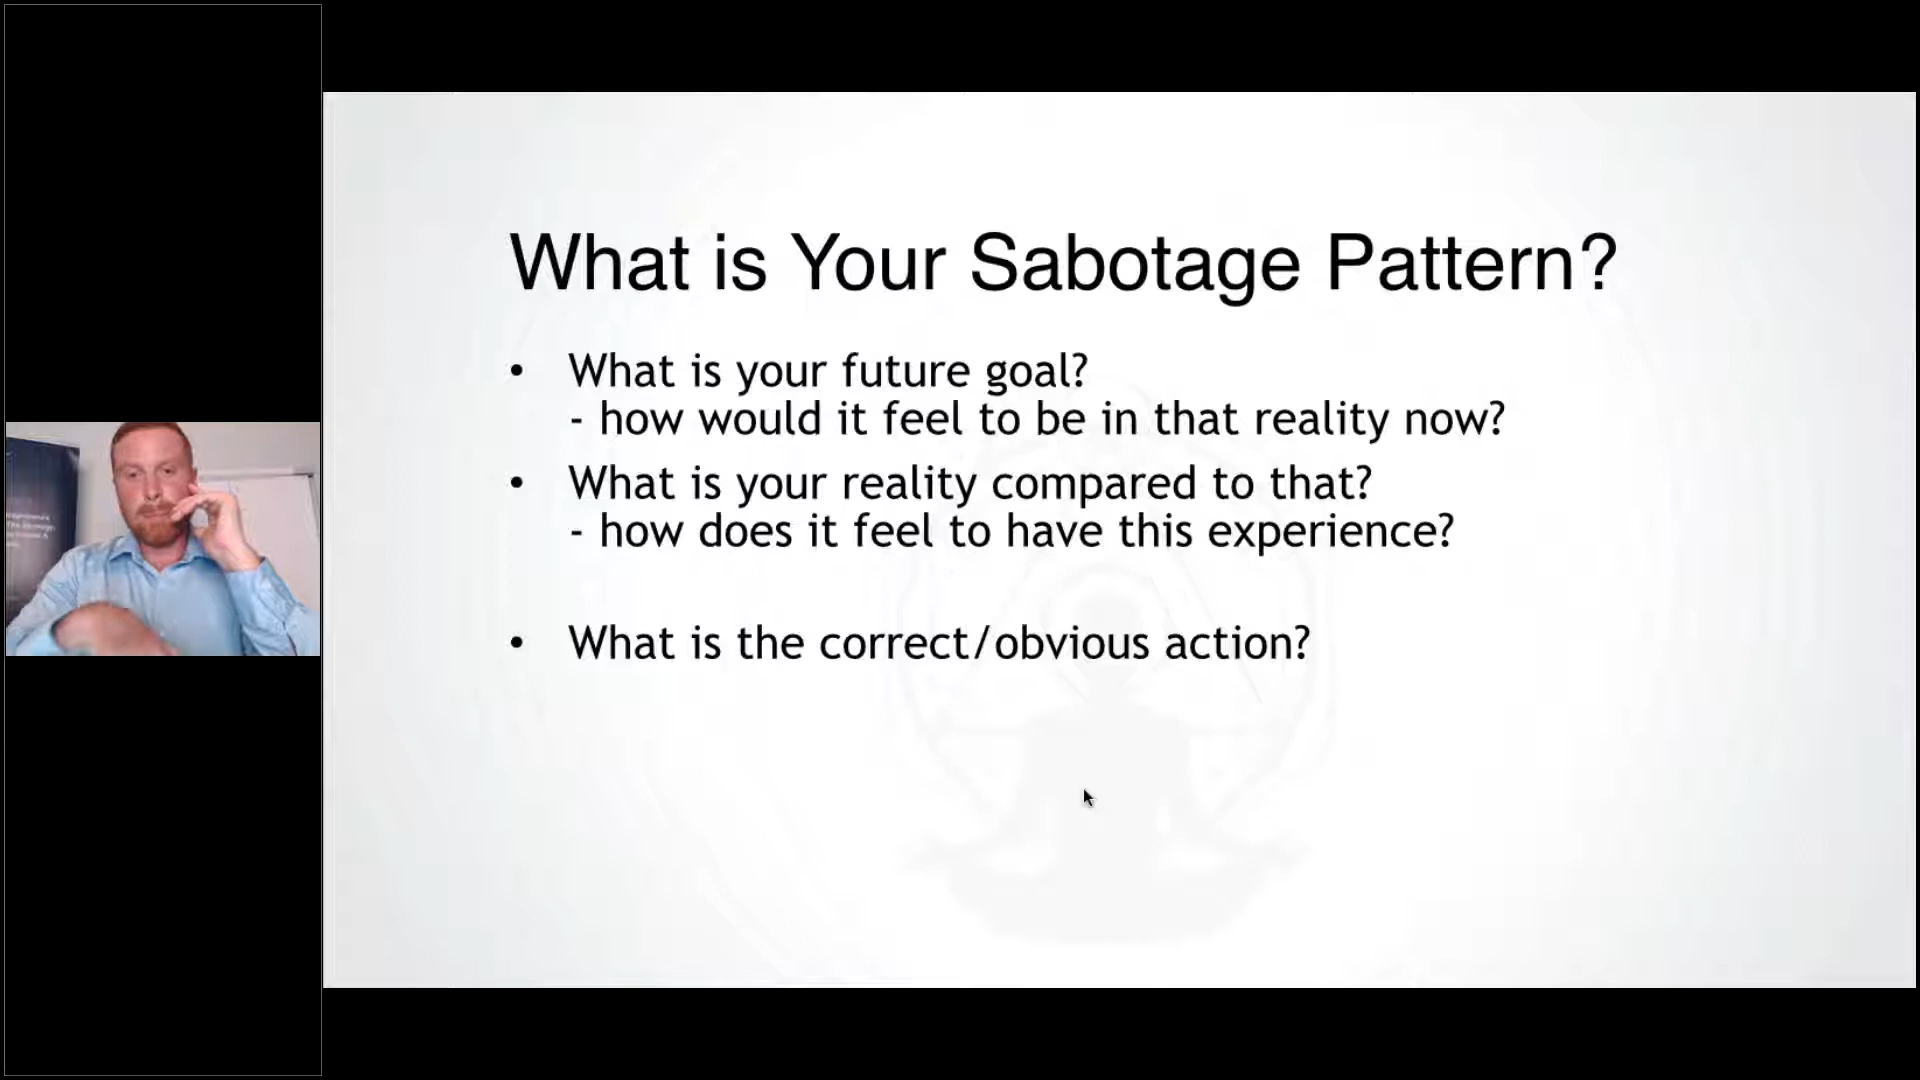 What is Your Sabotage Pattern?
• What is your future goal?
- how would it feel to be in that reality now?
• What is your reality compared to that?
- how does it feel to have this experience?
• What is the correct/obvious action?